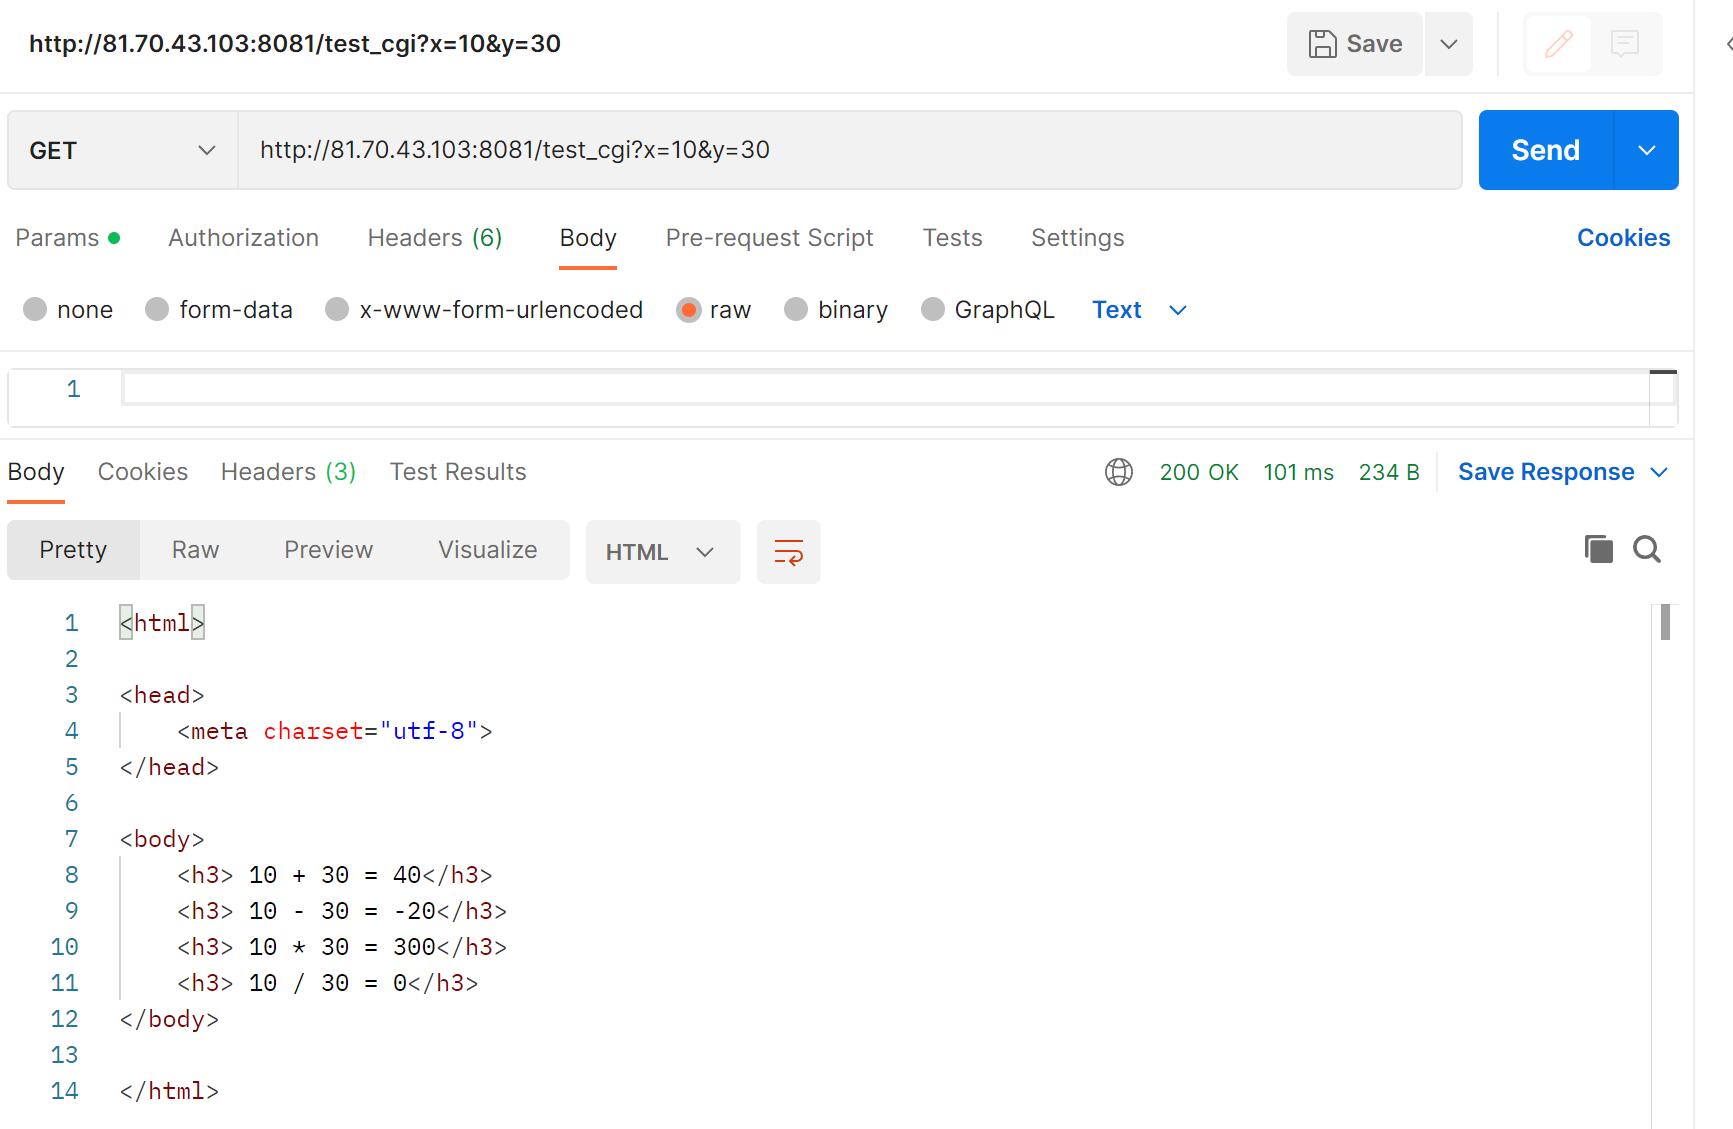 http://81.70.43.103:8081/test_cgi?x=10&y=30
Save
GET
http://81.70.43.103:8081/test_cgi?x=10&y=30
Send
Params Authorization Headers (6) Body Pre-request Script Tests Settings Cookies
none form-data x-www-form-urlencoded raw binary GraphQL Text
1
Body Cookies Headers (3) Test Results 200 OK 101 ms 234 B Save Response
Pretty Raw Preview Visualize HTML
1 <html>
2
3 <head>
4     <meta charset="utf-8">
5 </head>
6
7 <body>
8     <h3> 10 + 30 = 40</h3>
9     <h3> 10 - 30 = -20</h3>
10     <h3> 10 * 30 = 300</h3>
11     <h3> 10 / 30 = 0</h3>
12 </body>
13
14 </html>